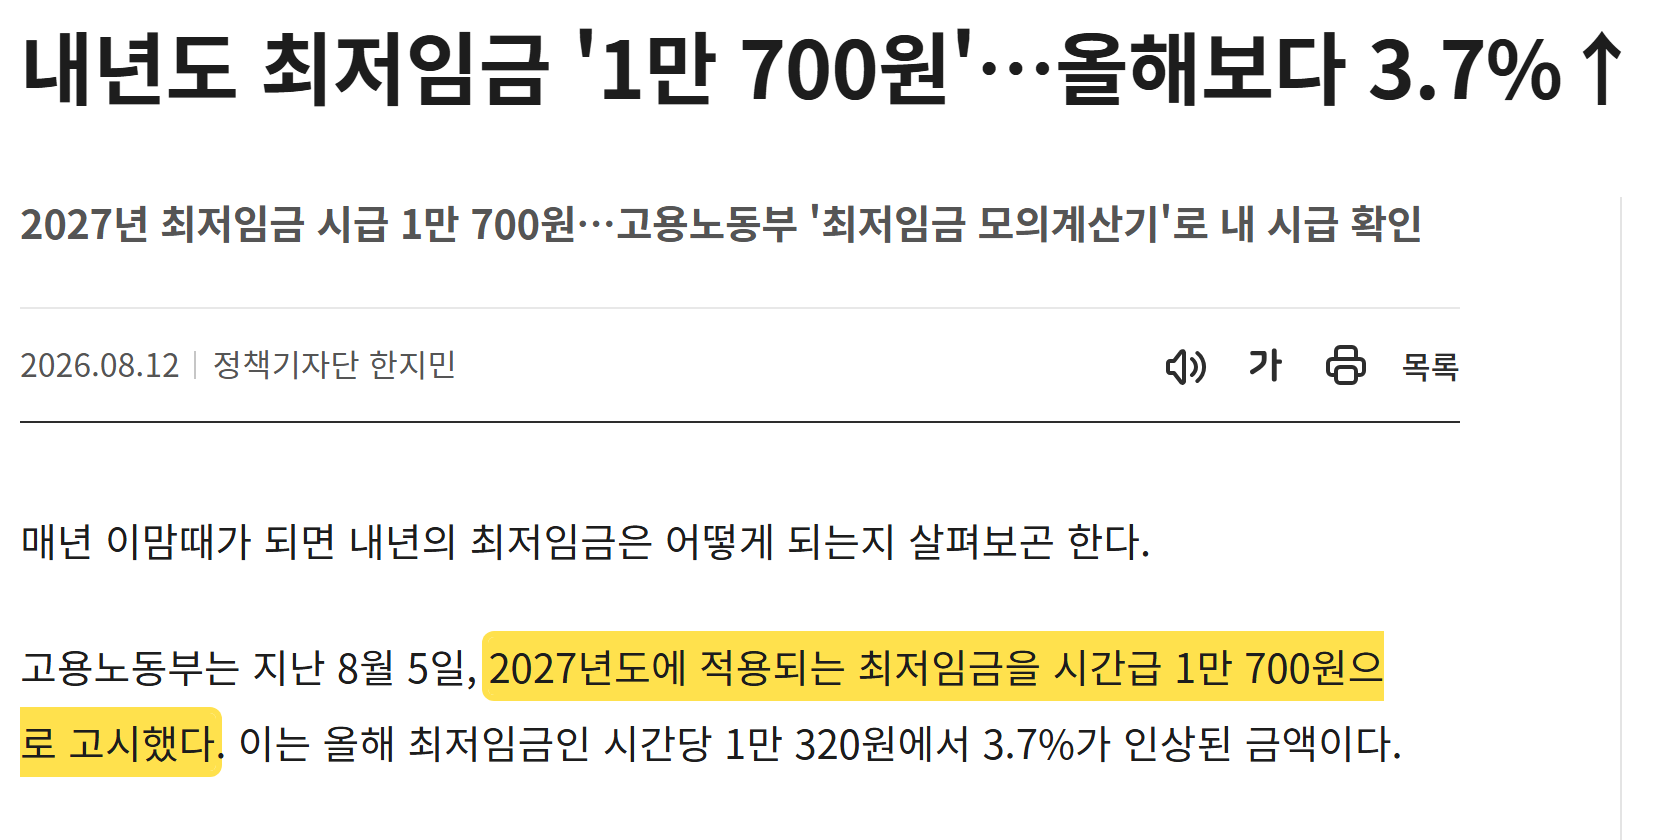 내년도 최저임금 '1만 700원'…올해보다 3.7%↑
2027년 최저임금 시급 1만 700원…고용노동부 '최저임금 모의계산기'로 내 시급 확인
2026.08.12 정책기자단 한지민
가 목록
매년 이맘때가 되면 내년의 최저임금은 어떻게 되는지 살펴보곤 한다.
고용노동부는 지난 8월 5일, 2027년도에 적용되는 최저임금을 시간급 1만 700원으
로 고시했다. 이는 올해 최저임금인 시간당 1만 320원에서 3.7%가 인상된 금액이다.